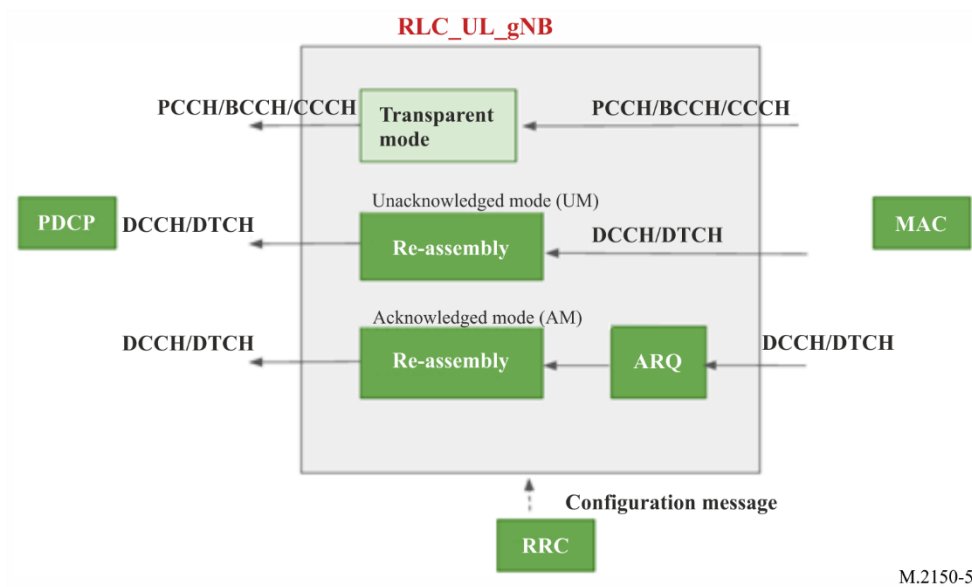 RLC_UL_gNB
PCCH/BCCH/CCCH
Transparent
mode
PCCH/BCCH/CCCH
PDCP
DCCH/DTCH
Unacknowledged mode (UM)
Re-assembly
DCCH/DTCH
MAC
DCCH/DTCH
Acknowledged mode (AM)
Re-assembly
ARQ
DCCH/DTCH
Configuration message
RRC
M.2150-5